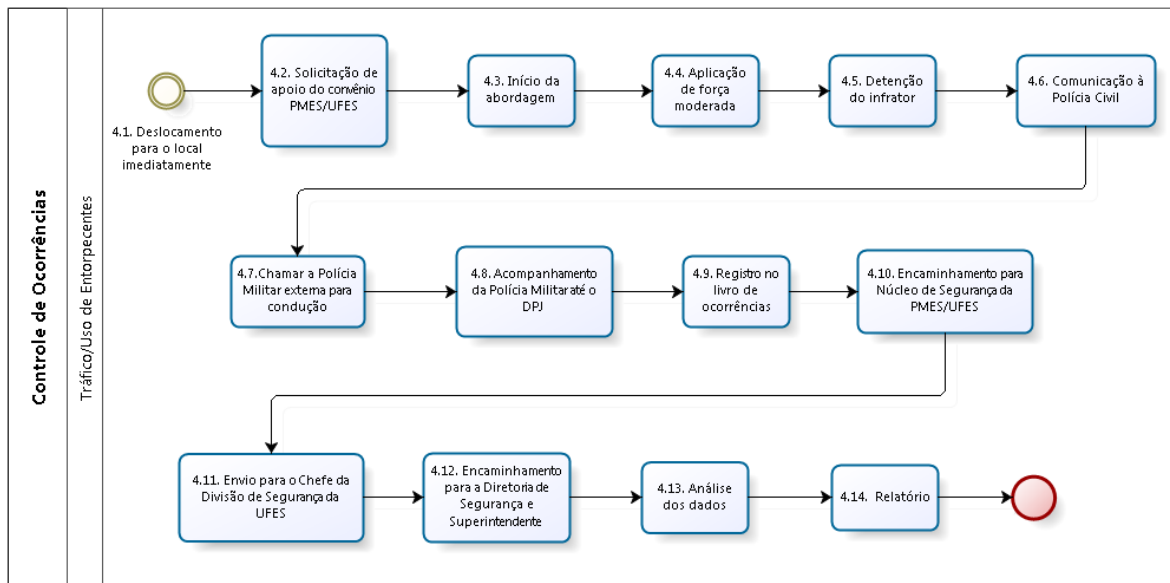 Controle de Ocorrências
Tráfico/Uso de Entorpecentes
4.1. Deslocamento
para o local
imediatamente
4.2. Solicitação de
apoio do convênio
PMES/UFES
4.3. Início da
abordagem
4.4. Aplicação
de força
moderada
4.5. Detenção
do infrator
4.6. Comunicação à
Polícia Civil
4.7.Chamar a Polícia
Militar externa para
condução
4.8. Acompanhamento
da Polícia Militar até o
DPJ
4.9. Registro no
livro de
ocorrências
4.10. Encaminhamento para
Núcleo de Segurança da
PMES/UFES
4.11. Envio para o Chefe da
Divisão de Segurança da
UFES
4.12. Encaminhamento
para a Diretoria de
Segurança e
Superintendente
4.13. Análise
dos dados
4.14. Relatório